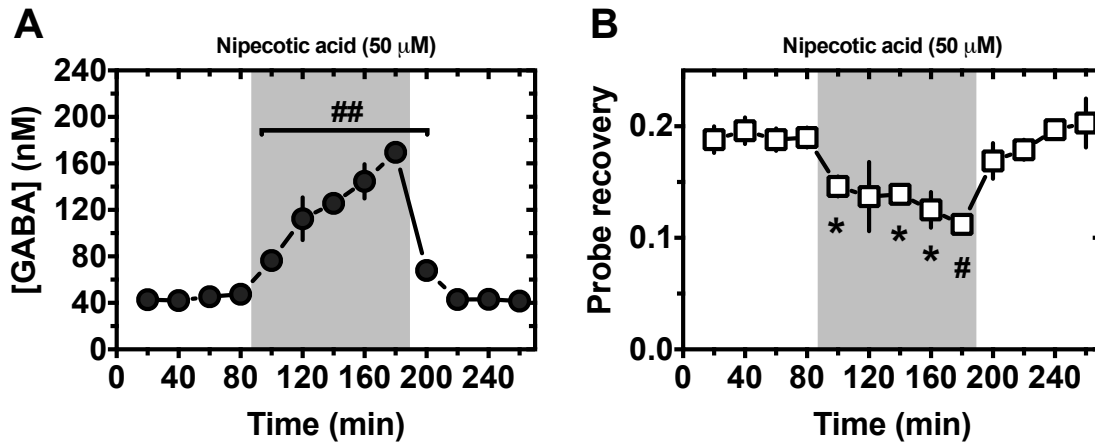 A
Nipecotic acid (50 μM)
[GABA] (nM)
240
200
160
120
80
40
0
##
0 40 80 120 160 200 240
Time (min)
B
Nipecotic acid (50 μM)
Probe recovery
0.2
0.1
0.0
* * * #
0 40 80 120 160 200 240
Time (min)